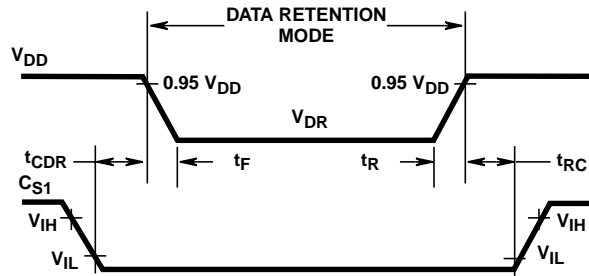 DATA RETENTION
MODE
VDD
0.95 VDD
0.95 VDD
VDR
tCDR
tF
tR
tRC
CS1
VIH
VIH
VIL
VIL